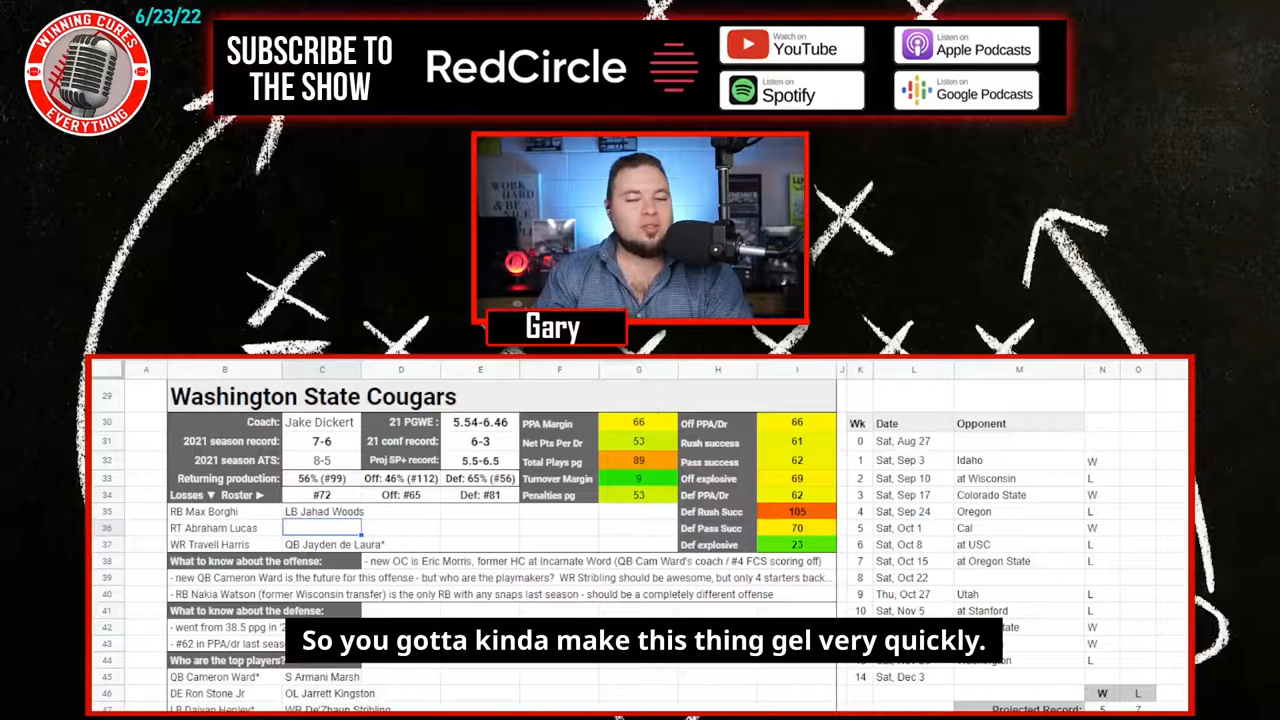 6/23/22
WINNING CURES
EVERYTHING
SUBSCRIBE TO
THE SHOW
RedCircle
Watch on
YouTube
Listen on
Apple Podcasts
Listen on
Spotify
Listen on
Google Podcasts
WORK
HARD &
BE NICE
Gary
A B C D E F G H I J K L M N O
29 Washington State Cougars
30 Coach: Jake Dickert 21 PGWE : 5.54-6.46 PPA Margin 66 Off PPA/Dr 66 Wk Date Opponent
31 2021 season record: 7-6 21 conf record: 6-3 Net Pts Per Dr 53 Rush success 61 0 Sat, Aug 27
32 2021 season ATS: 8-5 Proj SP+ record: 5.5-6.5 Total Plays pg 89 Pass success 62 1 Sat, Sep 3 Idaho W
33 Returning production: 56% (#99) Off: 46% (#112) Def: 65% (#56) Turnover Margin 9 Off explosive 69 2 Sat, Sep 10 at Wisconsin L
34 Losses ▼ Roster ► #72 Off: #65 Def: #81 Penalties pg 53 Def PPA/Dr 62 3 Sat, Sep 17 Colorado State W
35 RB Max Borghi LB Jahad Woods Def Rush Succ 105 4 Sat, Sep 24 Oregon L
36 RT Abraham Lucas Def Pass Succ 70 5 Sat, Oct 1 Cal W
37 WR Travell Harris QB Jayden de Laura* Def explosive 23 6 Sat, Oct 8 at USC L
38 What to know about the offense: - new OC is Eric Morris, former HC at Incarnate Word (QB Cam Ward's coach / #4 FCS scoring off) 7 Sat, Oct 15 at Oregon State L
39 - new QB Cameron Ward is the future for this offense - but who are the playmakers? WR Stribling should be awesome, but only 4 starters back... 8 Sat, Oct 22
40 - RB Nakia Watson (former Wisconsin transfer) is the only RB with any snaps last season - should be a completely different offense 9 Thu, Oct 27 Utah L
41 What to know about the defense: 10 Sat, Nov 5 at Stanford L
42 - went from 38.5 ppg in W
43 - #62 in PPA/dr last W
44 Who are the top players? L
45 QB Cameron Ward* S Armani Marsh 14 Sat, Dec 3
46 DE Ron Stone Jr OL Jarrett Kingston W L
47 LB Daiyan Henley* WR De'Zhaun Stribling Projected Record: 5 7
So you gotta kinda make this thing gel very quickly.